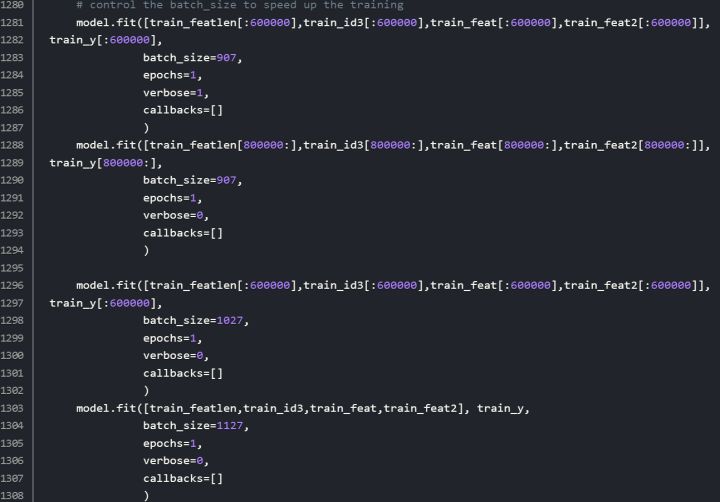 1280 # control the batch_size to speed up the training
1281 model.fit([train_featlen[:600000],train_id3[:600000],train_feat[:600000],train_feat2[:600000]],
1282 train_y[:600000],
1283 batch_size=907,
1284 epochs=1,
1285 verbose=1,
1286 callbacks=[]
1287 )
1288 model.fit([train_featlen[800000:],train_id3[800000:],train_feat[800000:],train_feat2[800000:]],
1289 train_y[800000:],
1290 batch_size=907,
1291 epochs=1,
1292 verbose=0,
1293 callbacks=[]
1294 )
1295
1296 model.fit([train_featlen[:600000],train_id3[:600000],train_feat[:600000],train_feat2[:600000]],
1297 train_y[:600000],
1298 batch_size=1027,
1299 epochs=1,
1300 verbose=0,
1301 callbacks=[]
1302 )
1303 model.fit([train_featlen,train_id3,train_feat,train_feat2], train_y,
1304 batch_size=1127,
1305 epochs=1,
1306 verbose=0,
1307 callbacks=[]
1308 )